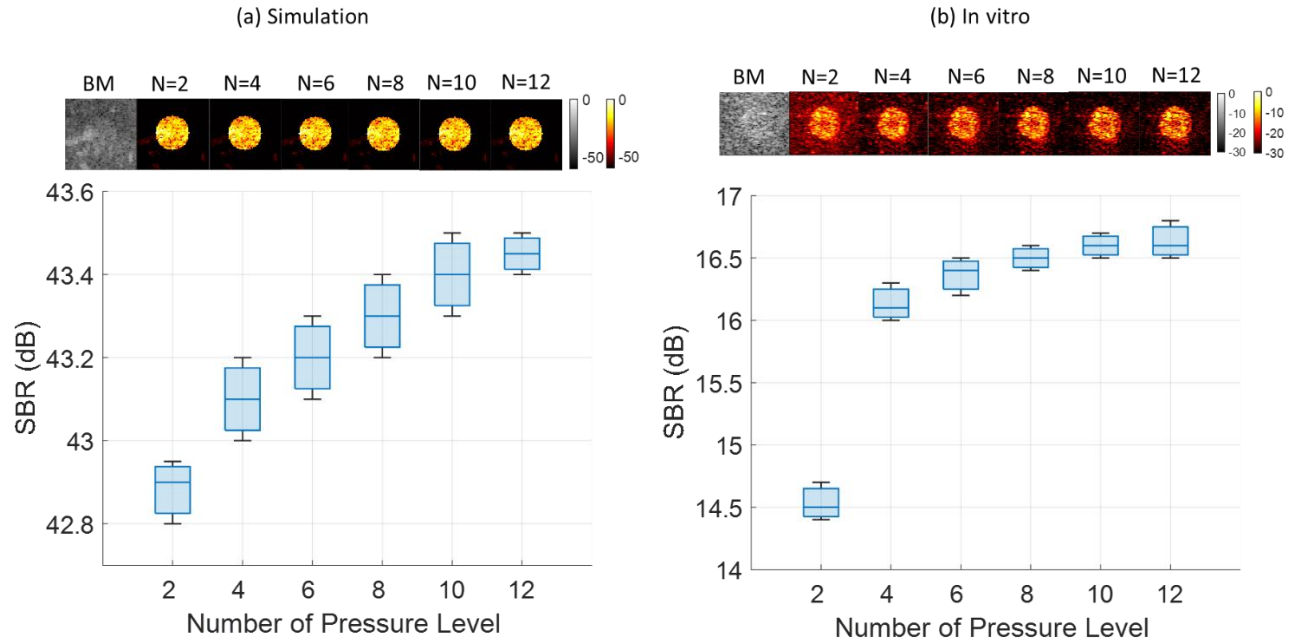 (a) Simulation
BM N=2 N=4 N=6 N=8 N=10 N=12
0 0
-50 -50
43.6
43.4
43.2
43
42.8
SBR (dB)
2 4 6 8 10 12
Number of Pressure Level
(b) In vitro
BM N=2 N=4 N=6 N=8 N=10 N=12
0 0
-10 -10
-20 -20
-30 -30
17
16.5
16
15.5
15
14.5
14
SBR (dB)
2 4 6 8 10 12
Number of Pressure Level